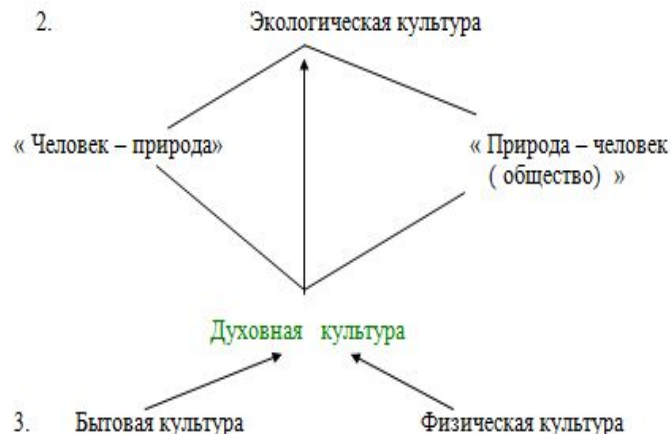 2. Экологическая культура
« Человек – природа»
« Природа – человек
( общество) »
Духовная культура
3. Бытовая культура Физическая культура